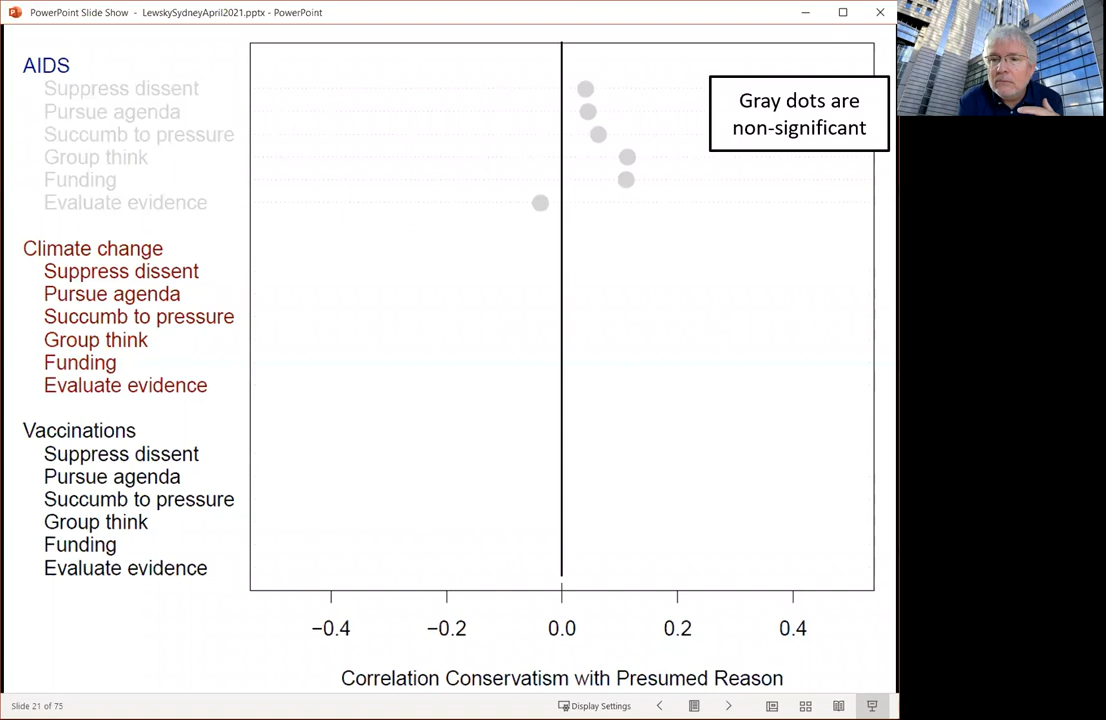 PowerPoint Slide Show - LewskySydneyApril2021.pptx - PowerPoint
AIDS
Suppress dissent
Pursue agenda
Succumb to pressure
Group think
Funding
Evaluate evidence
Gray dots are
non-significant
Climate change
Suppress dissent
Pursue agenda
Succumb to pressure
Group think
Funding
Evaluate evidence
Vaccinations
Suppress dissent
Pursue agenda
Succumb to pressure
Group think
Funding
Evaluate evidence
−0.4 −0.2 0.0 0.2 0.4
Correlation Conservatism with Presumed Reason
Slide 21 of 75 Display Settings